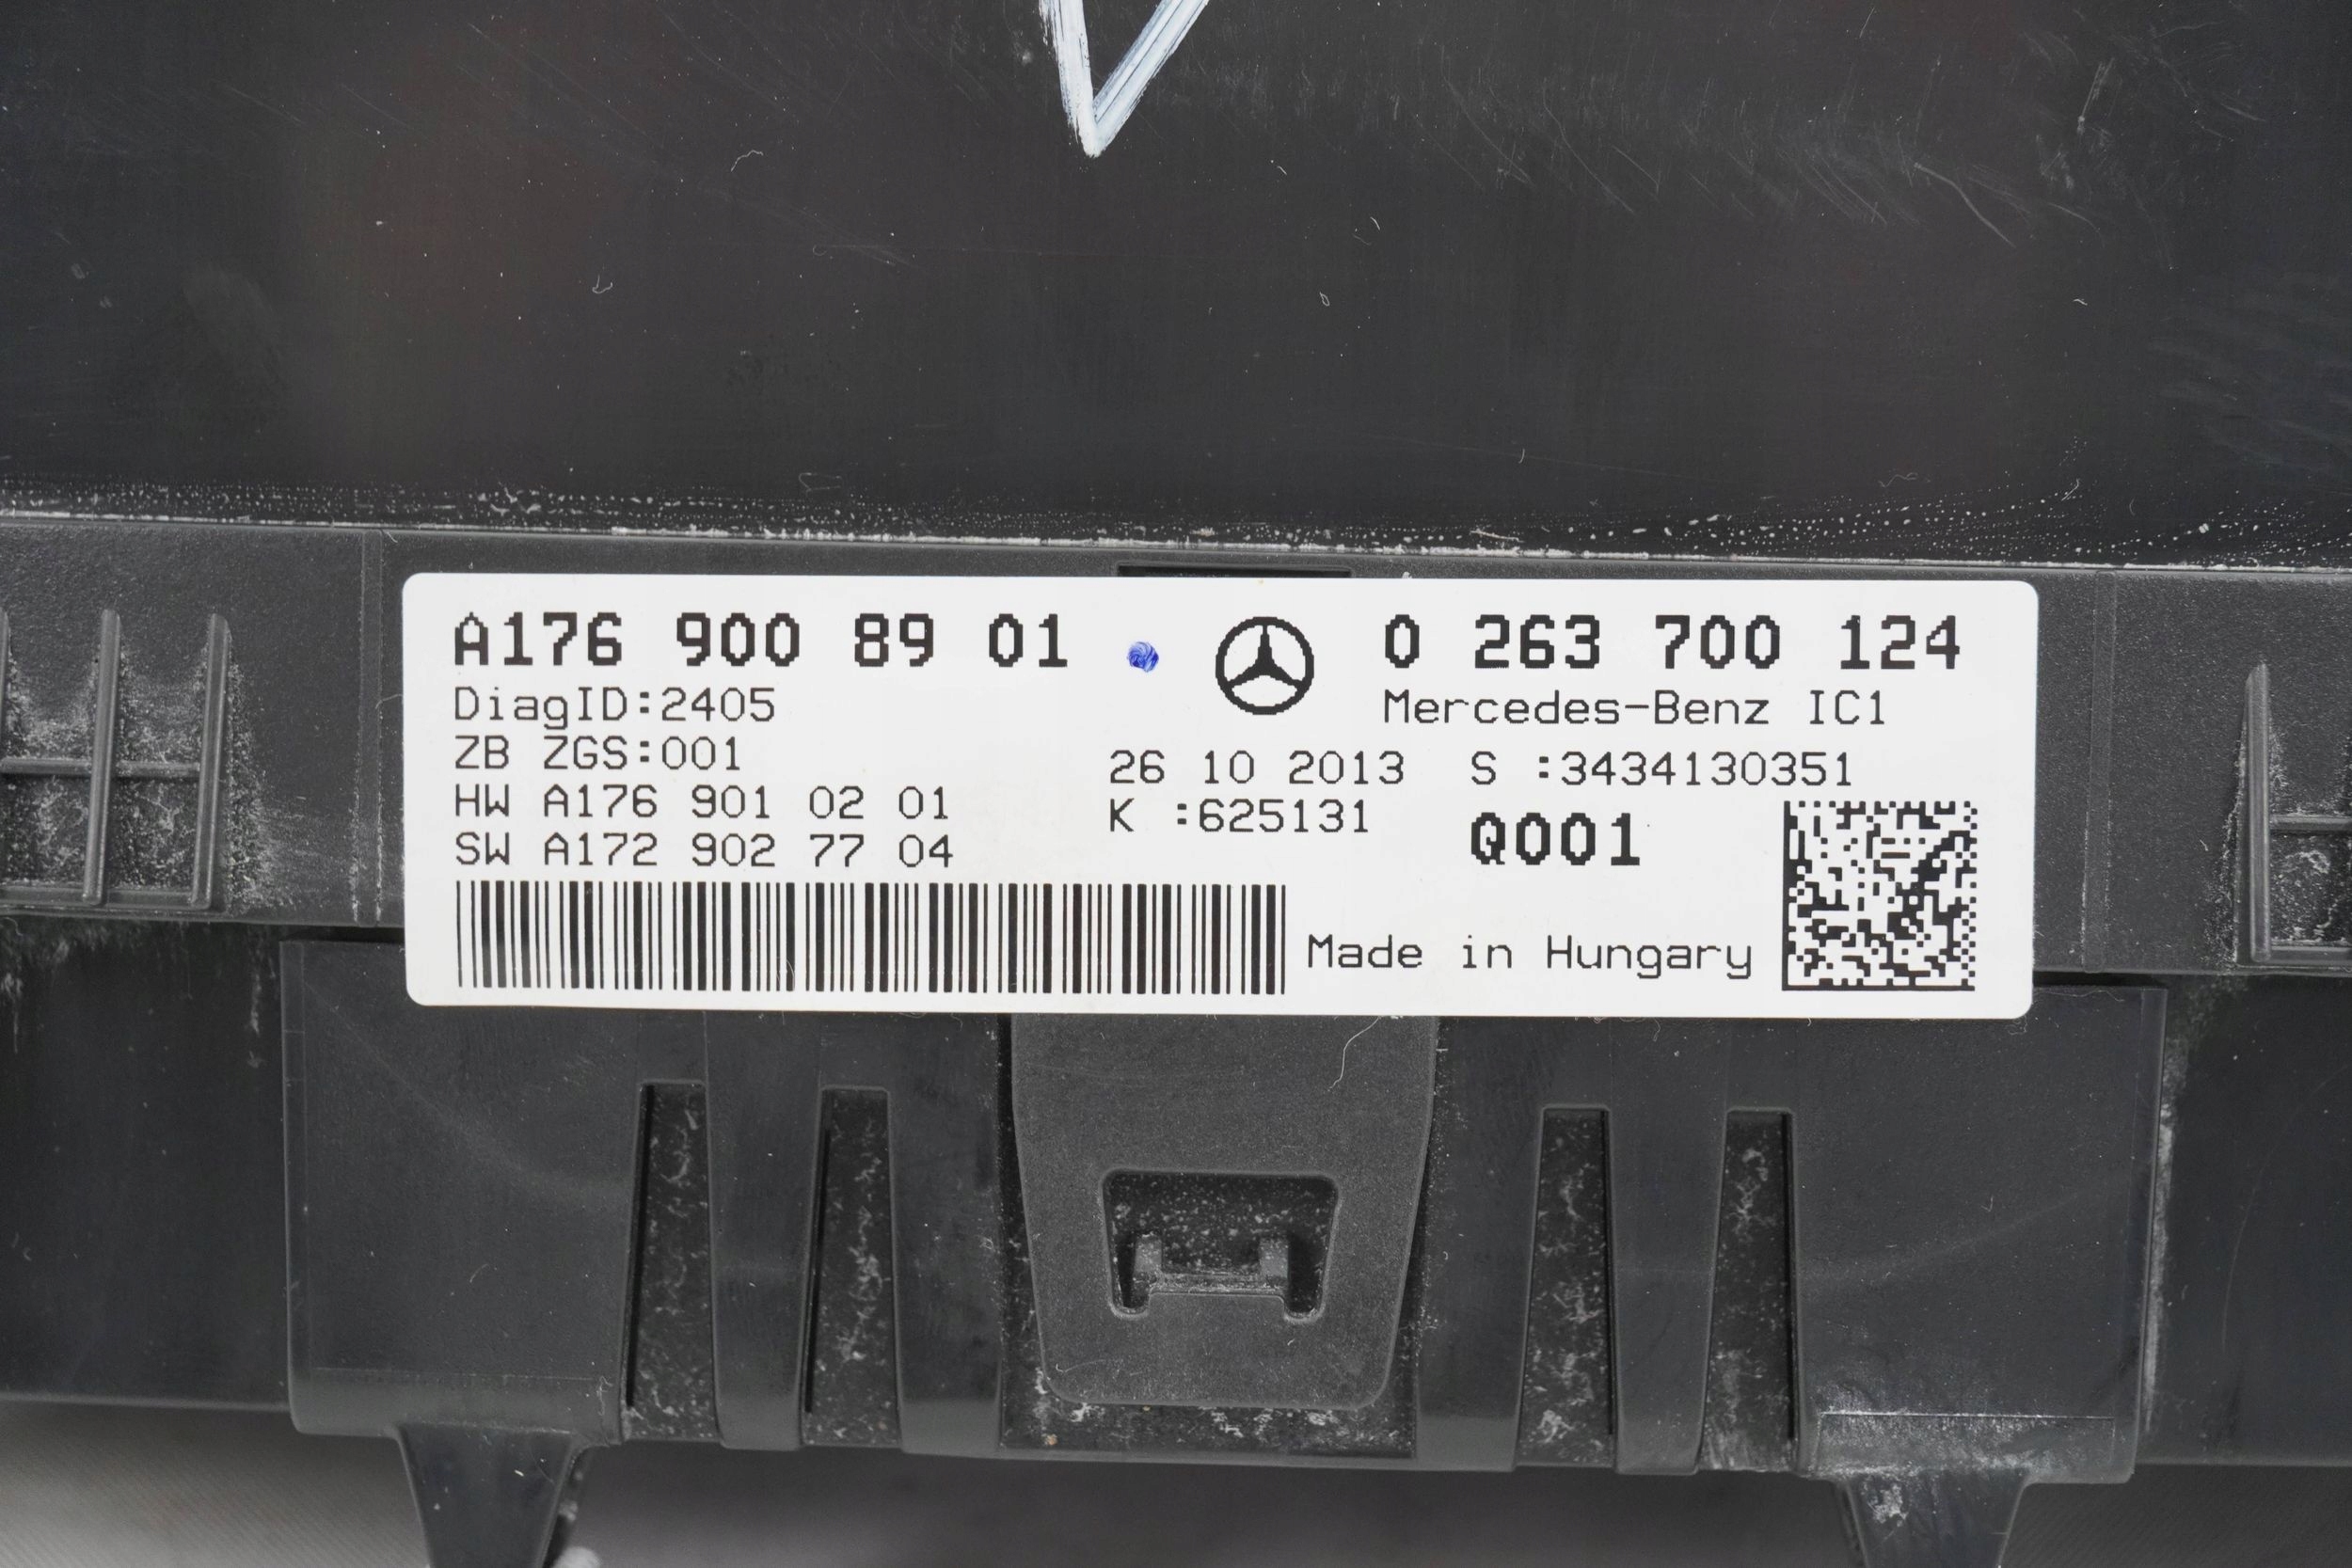 A176 900 89 01
DiagID:2405
ZB ZGS:001
HW A176 901 02 01
SW A172 902 77 04
0 263 700 124
Mercedes-Benz IC1
26 10 2013 S :3434130351
K :625131
Q001
Made in Hungary